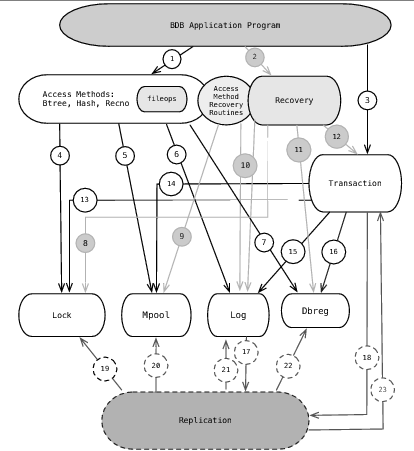 BDB Application Program
1
2
Access Methods:
Btree, Hash, Recno
fileops
Access
Method
Recovery
Routines
Recovery
3
12
4
5
6
10
11
14
13
Transaction
8
9
7
15
16
Lock
Mpool
Log
Dbreg
19
20
21
17
22
18
23
Replication